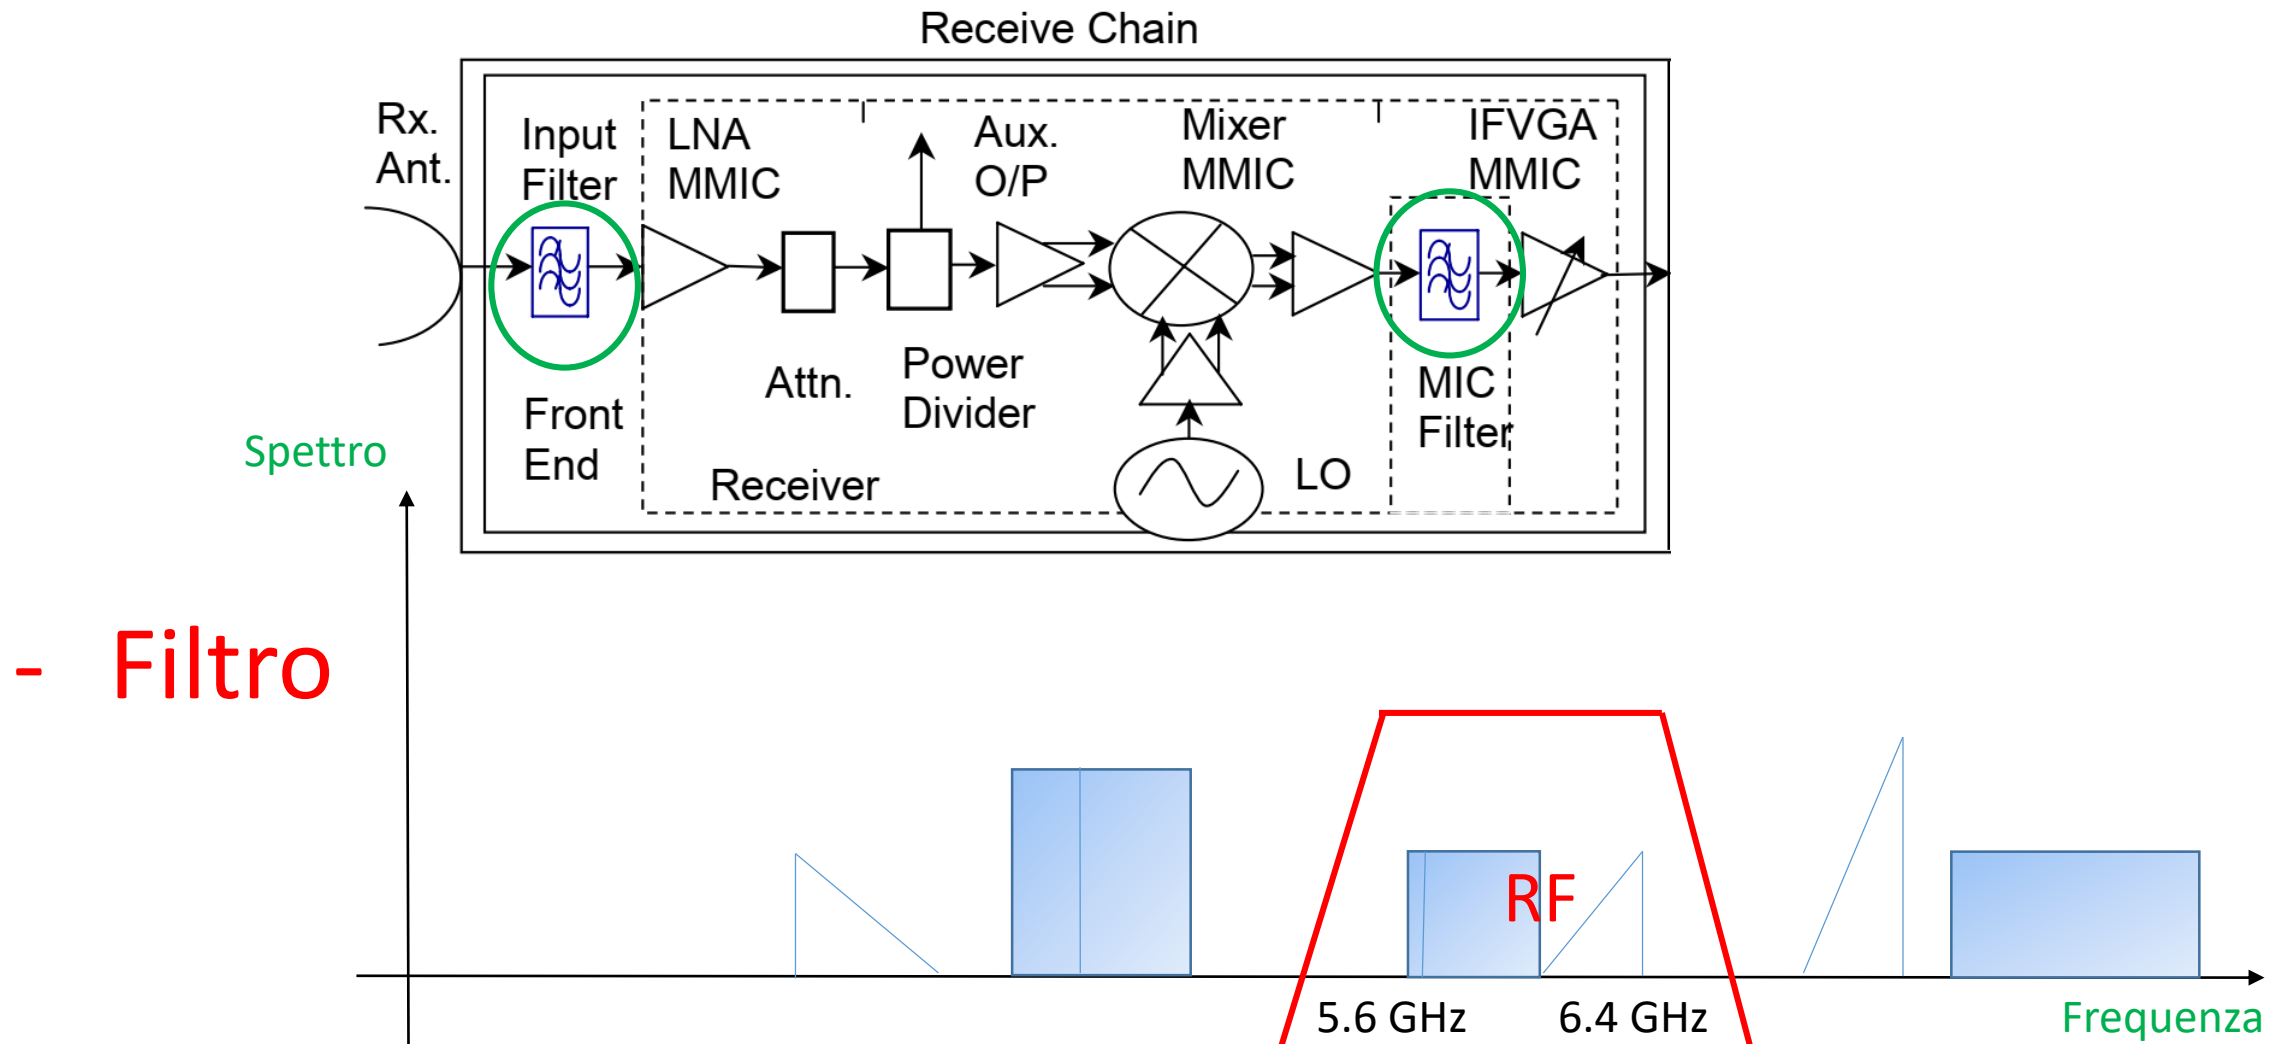 Receive Chain
Rx.
Ant.
Input
Filter
LNA
MMIC
Aux.
O/P
Mixer
MMIC
IFVGA
MMIC
Front
End
Attn.
Power
Divider
MIC
Filter
Receiver
LO
Spettro
- Filtro
RF
5.6 GHz
6.4 GHz
Frequenza